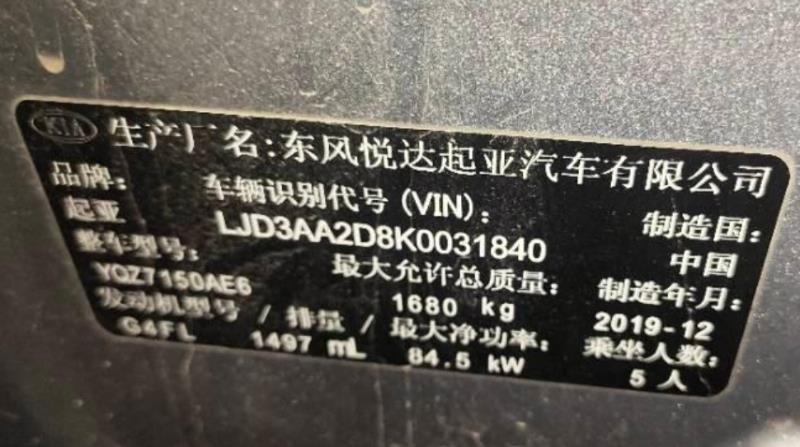 KIA 生产厂名:东风悦达起亚汽车有限公司
品牌: 车辆识别代号(VIN): 制造国:
起亚 LJD3AA2D8K0031840 中国
整车型号: 最大允许总质量: 制造年月:
YQZ7150AE6 1680 kg 2019-12
发动机型号 / 排量 / 最大净功率: 乘坐人数:
G4FL 1497 mL 84.5 kW 5人